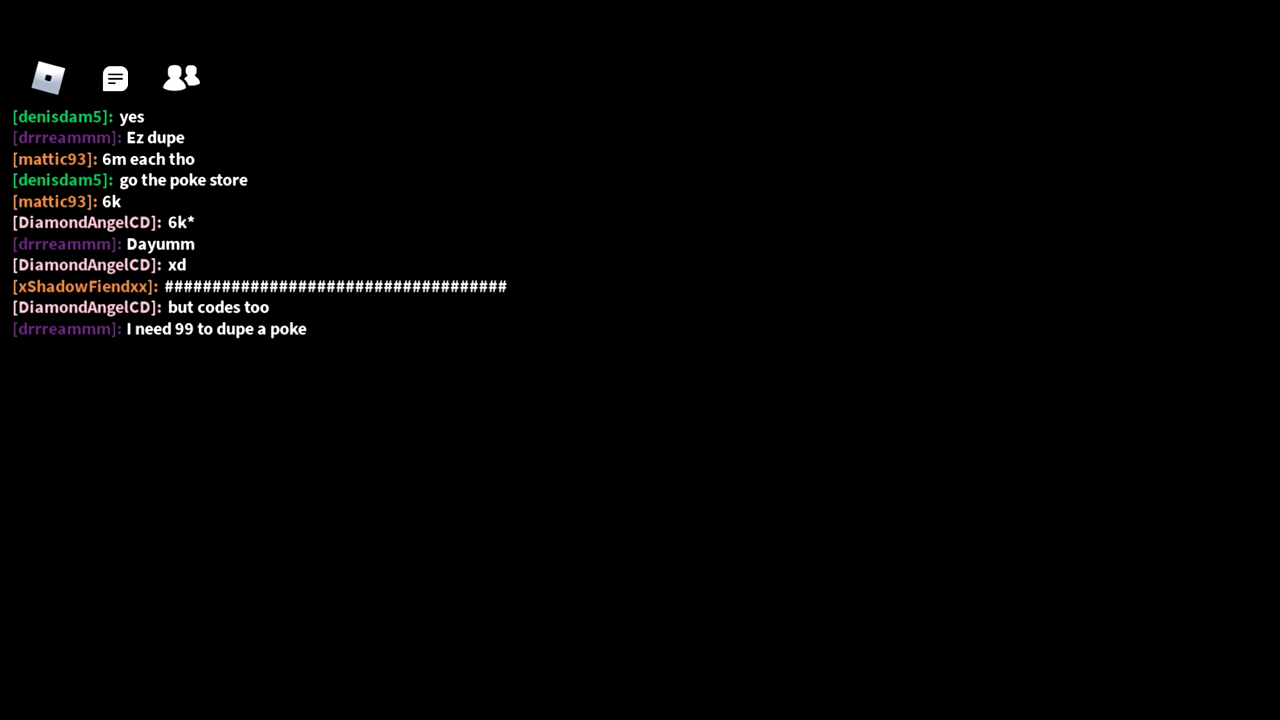 [denisdam5]: yes
[drrreammm]: Ez dupe
[mattic93]: 6m each tho
[denisdam5]: go the poke store
[mattic93]: 6k
[DiamondAngelCD]: 6k*
[drrreammm]: Dayumm
[DiamondAngelCD]: xd
[xShadowFiendxx]: ####################################
[DiamondAngelCD]: but codes too
[drrreammm]: I need 99 to dupe a poke